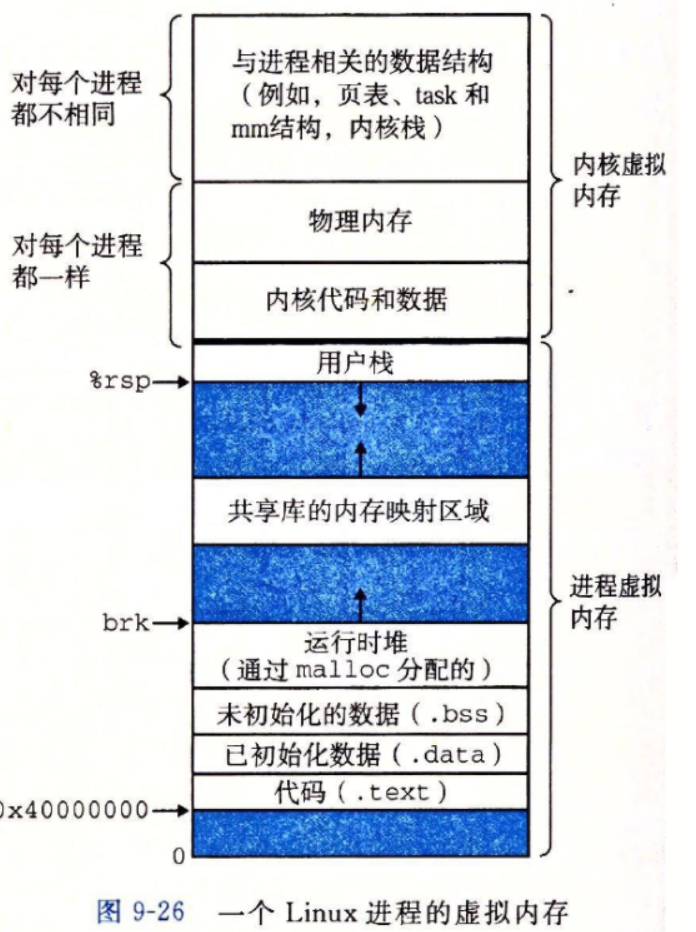 对每个进程
都不相同
与进程相关的数据结构
（例如，页表、task 和
mm结构，内核栈）
内核虚拟
内存
对每个进程
都一样
物理内存
内核代码和数据
用户栈
%rsp
共享库的内存映射区域
进程虚拟
内存
brk
运行时堆
（通过 malloc 分配的）
未初始化的数据（.bss）
已初始化数据（.data）
代码（.text）
0x40000000
0
图 9-26 一个 Linux 进程的虚拟内存